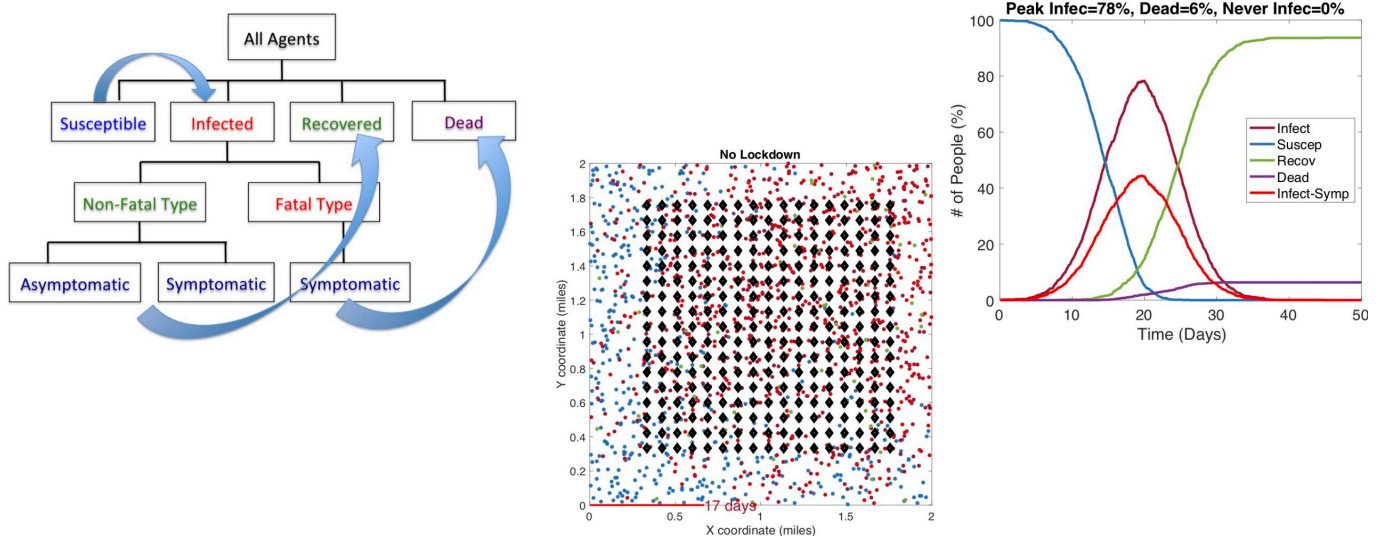 All Agents
Susceptible
Infected
Recovered
Dead
Non-Fatal Type
Fatal Type
Asymptomatic
Symptomatic
Symptomatic
No Lockdown
2
1.8
1.6
1.4
1.2
1
0.8
0.6
0.4
0.2
0
Y coordinate (miles)
0
0.5
1
1.5
2
17 days
X coordinate (miles)
Peak Infec=78%, Dead=6%, Never Infec=0%
100
80
60
40
20
0
# of People (%)
Infect
Suscep
Recov
Dead
Infect-Symp
0
10
20
30
40
50
Time (Days)